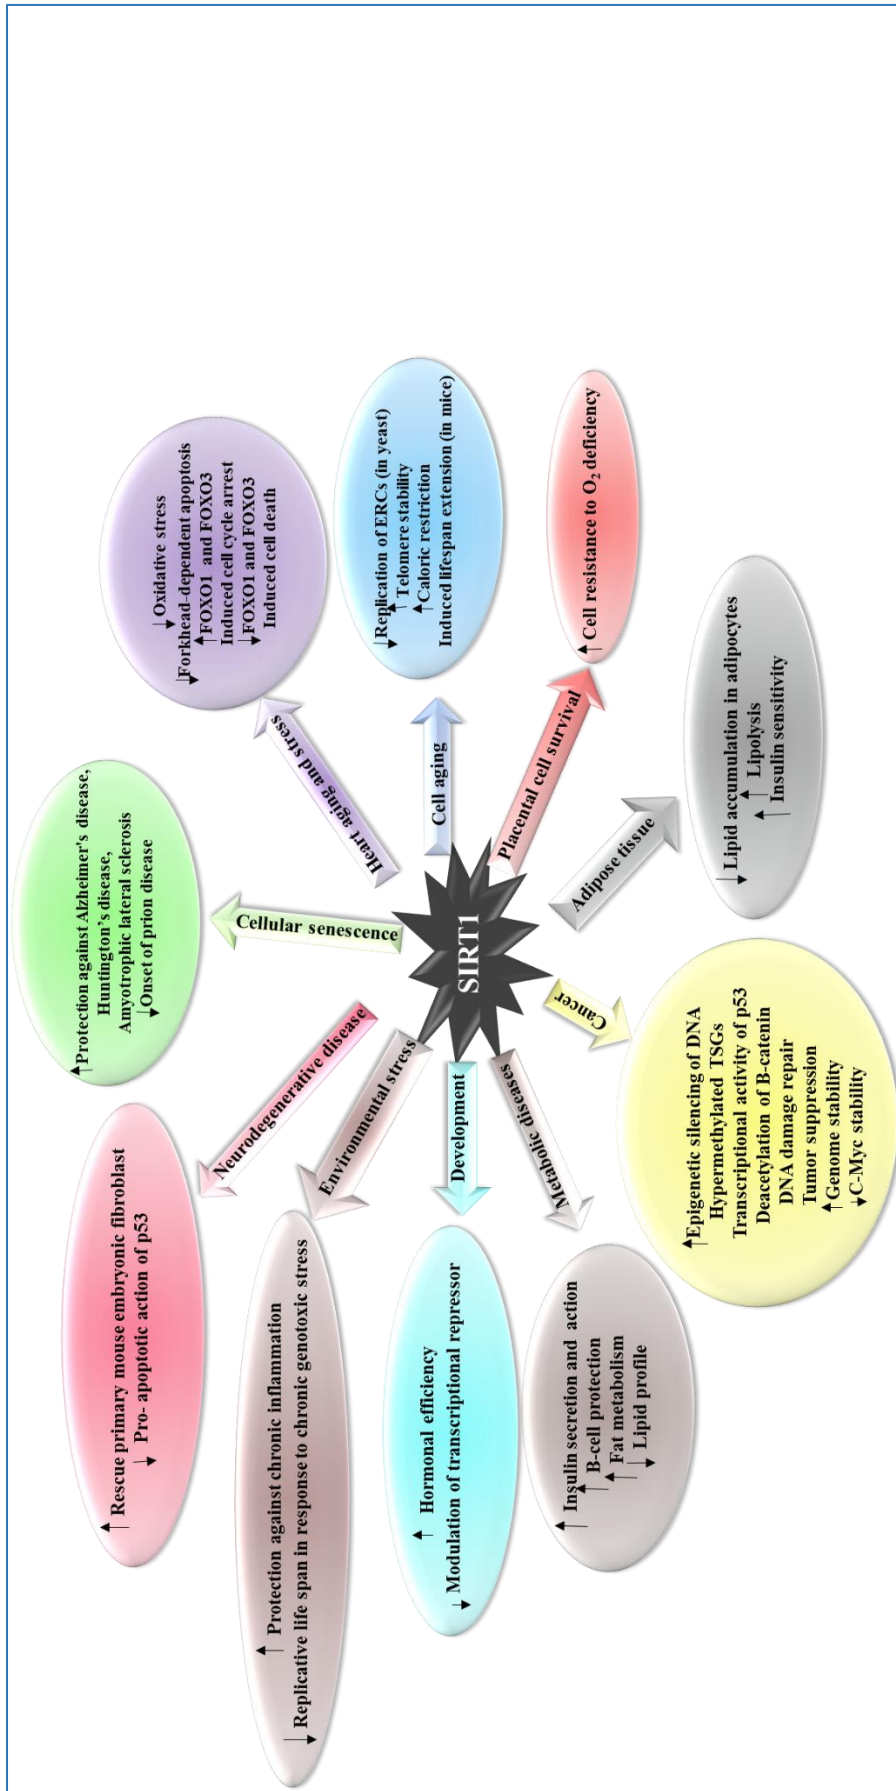 SIRT1
Cellular senescence
↑Protection against Alzheimer's disease,
Huntington's disease,
Amyotrophic lateral sclerosis
↓Onset of prion disease
Heart aging and stress
↓Oxidative stress
↓Forkhead-dependent apoptosis
↑FOXO1 and FOXO3
Induced cell cycle arrest
↓FOXO1 and FOXO3
Induced cell death
Cell aging
↓Replication of ERCs (in yeast)
↑Telomere stability
↑Caloric restriction
Induced lifespan extension (in mice)
Placental cell survival
↑Cell resistance to O₂ deficiency
Adipose tissue
↓Lipid accumulation in adipocytes
↑Lipolysis
↑Insulin sensitivity
Cancer
↑Epigenetic silencing of DNA
Hypermethylated TSGs
Transcriptional activity of p53
Deacetylation of B-catenin
DNA damage repair
Tumor suppression
↑Genome stability
↓C-Myc stability
Metabolic diseases
↑Insulin secretion and action
↑B-cell protection
↑Fat metabolism
↓Lipid profile
Development
↑Hormonal efficiency
↓Modulation of transcriptional repressor
Environmental stress
↑Protection against chronic inflammation
↓Replicative life span in response to chronic genotoxic stress
Neurodegenerative disease
↑Rescue primary mouse embryonic fibroblast
↓Pro- apoptotic action of p53